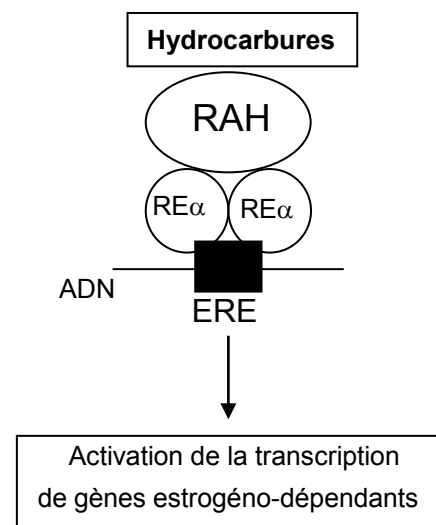 Hydrocarbures
RAH
REα REα
ADN
ERE
Activation de la transcription
de gènes estrogéno-dépendants